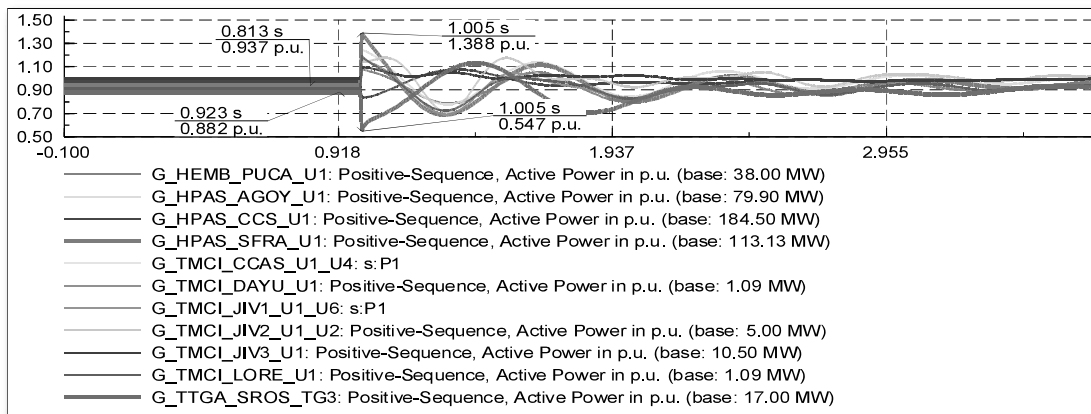 1.50
1.30
1.10
0.90
0.70
0.50
0.813 s
0.937 p.u.
1.005 s
1.388 p.u.
0.923 s
0.882 p.u.
1.005 s
0.547 p.u.
-0.100
0.918
1.937
2.955
G_HEMB_PUCA_U1: Positive-Sequence, Active Power in p.u. (base: 38.00 MW)
G_HPAS_AGOY_U1: Positive-Sequence, Active Power in p.u. (base: 79.90 MW)
G_HPAS_CCS_U1: Positive-Sequence, Active Power in p.u. (base: 184.50 MW)
G_HPAS_SFRA_U1: Positive-Sequence, Active Power in p.u. (base: 113.13 MW)
G_TMCI_CCAS_U1_U4: s:P1
G_TMCI_DAYU_U1: Positive-Sequence, Active Power in p.u. (base: 1.09 MW)
G_TMCI_JIV1_U1_U6: s:P1
G_TMCI_JIV2_U1_U2: Positive-Sequence, Active Power in p.u. (base: 5.00 MW)
G_TMCI_JIV3_U1: Positive-Sequence, Active Power in p.u. (base: 10.50 MW)
G_TMCI_LORE_U1: Positive-Sequence, Active Power in p.u. (base: 1.09 MW)
G_TTGA_SROS_TG3: Positive-Sequence, Active Power in p.u. (base: 17.00 MW)